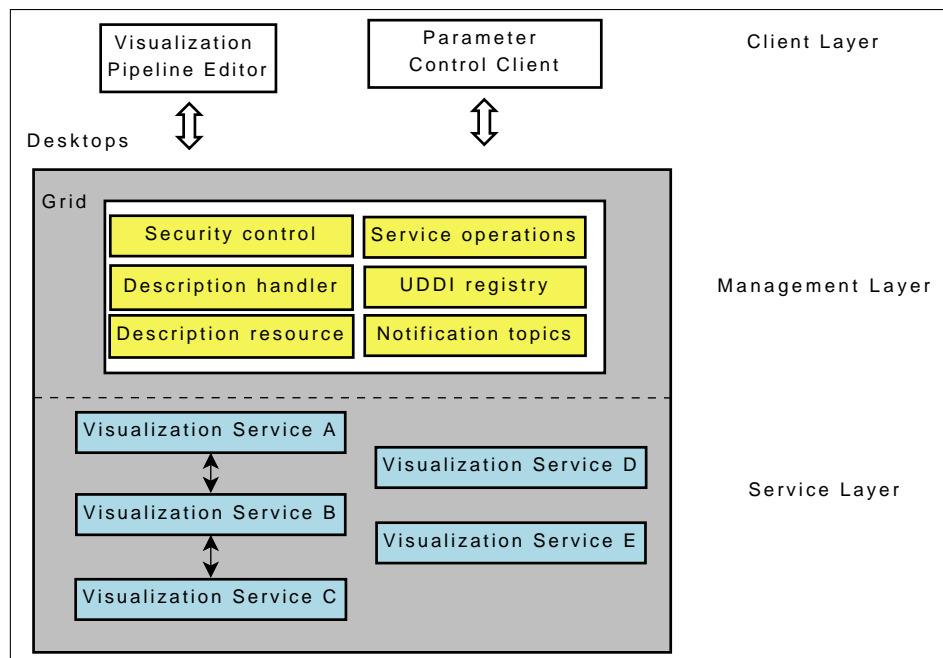 Visualization
Pipeline Editor
Parameter
Control Client
Client Layer
Desktops
Grid
Security control
Service operations
Description handler
UDDI registry
Management Layer
Description resource
Notification topics
Visualization Service A
Visualization Service D
Visualization Service B
Service Layer
Visualization Service E
Visualization Service C